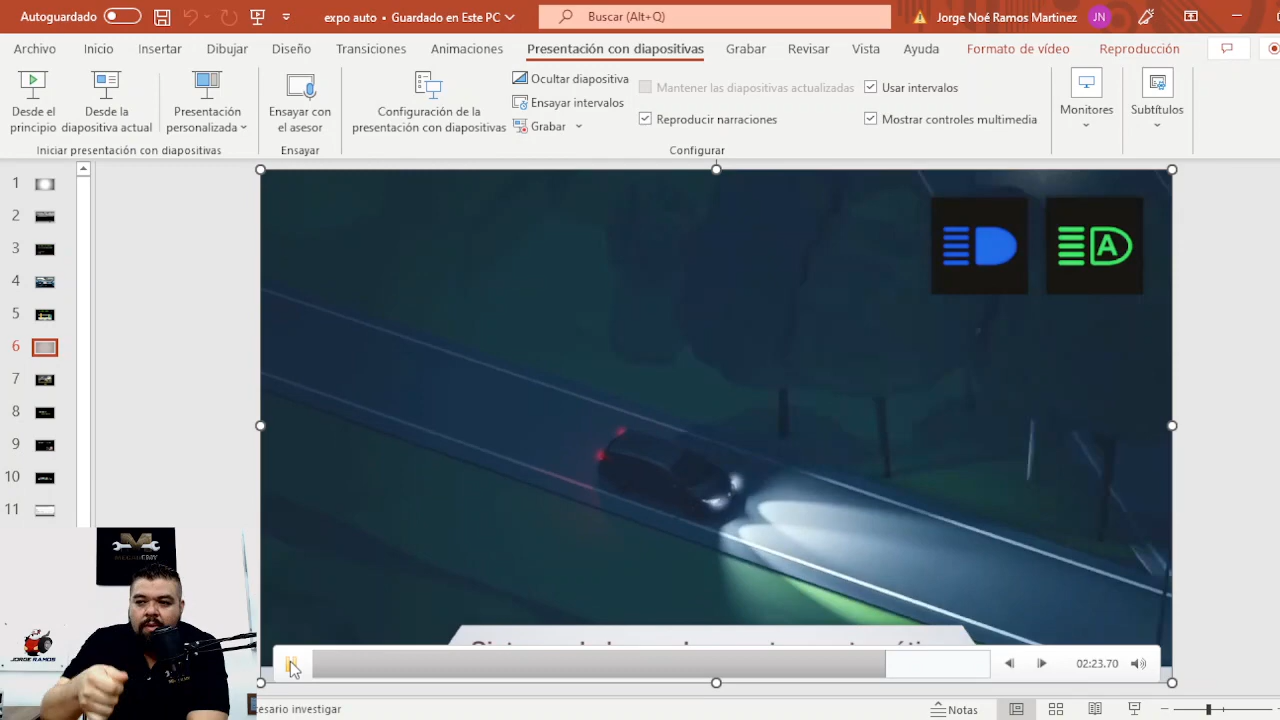 Autoguardado
expo auto • Guardado en Este PC
Buscar (Alt+Q)
Jorge Noé Ramos Martinez
JN
Archivo
Inicio
Insertar
Dibujar
Diseño
Transiciones
Animaciones
Presentación con diapositivas
Grabar
Revisar
Vista
Ayuda
Formato de vídeo
Reproducción
Desde el
principio
Desde la
diapositiva actual
Presentación
personalizada
Iniciar presentación con diapositivas
Ensayar con
el asesor
Ensayar
Configuración de la
presentación con diapositivas
Ocultar diapositiva
Ensayar intervalos
Grabar
Mantener las diapositivas actualizadas
Reproducir narraciones
Usar intervalos
Mostrar controles multimedia
Configurar
Monitores
Subtítulos
1
2
3
4
5
6
7
8
9
10
11
A
JORGE RAMOS
02:23.70
cesario investigar
Notas